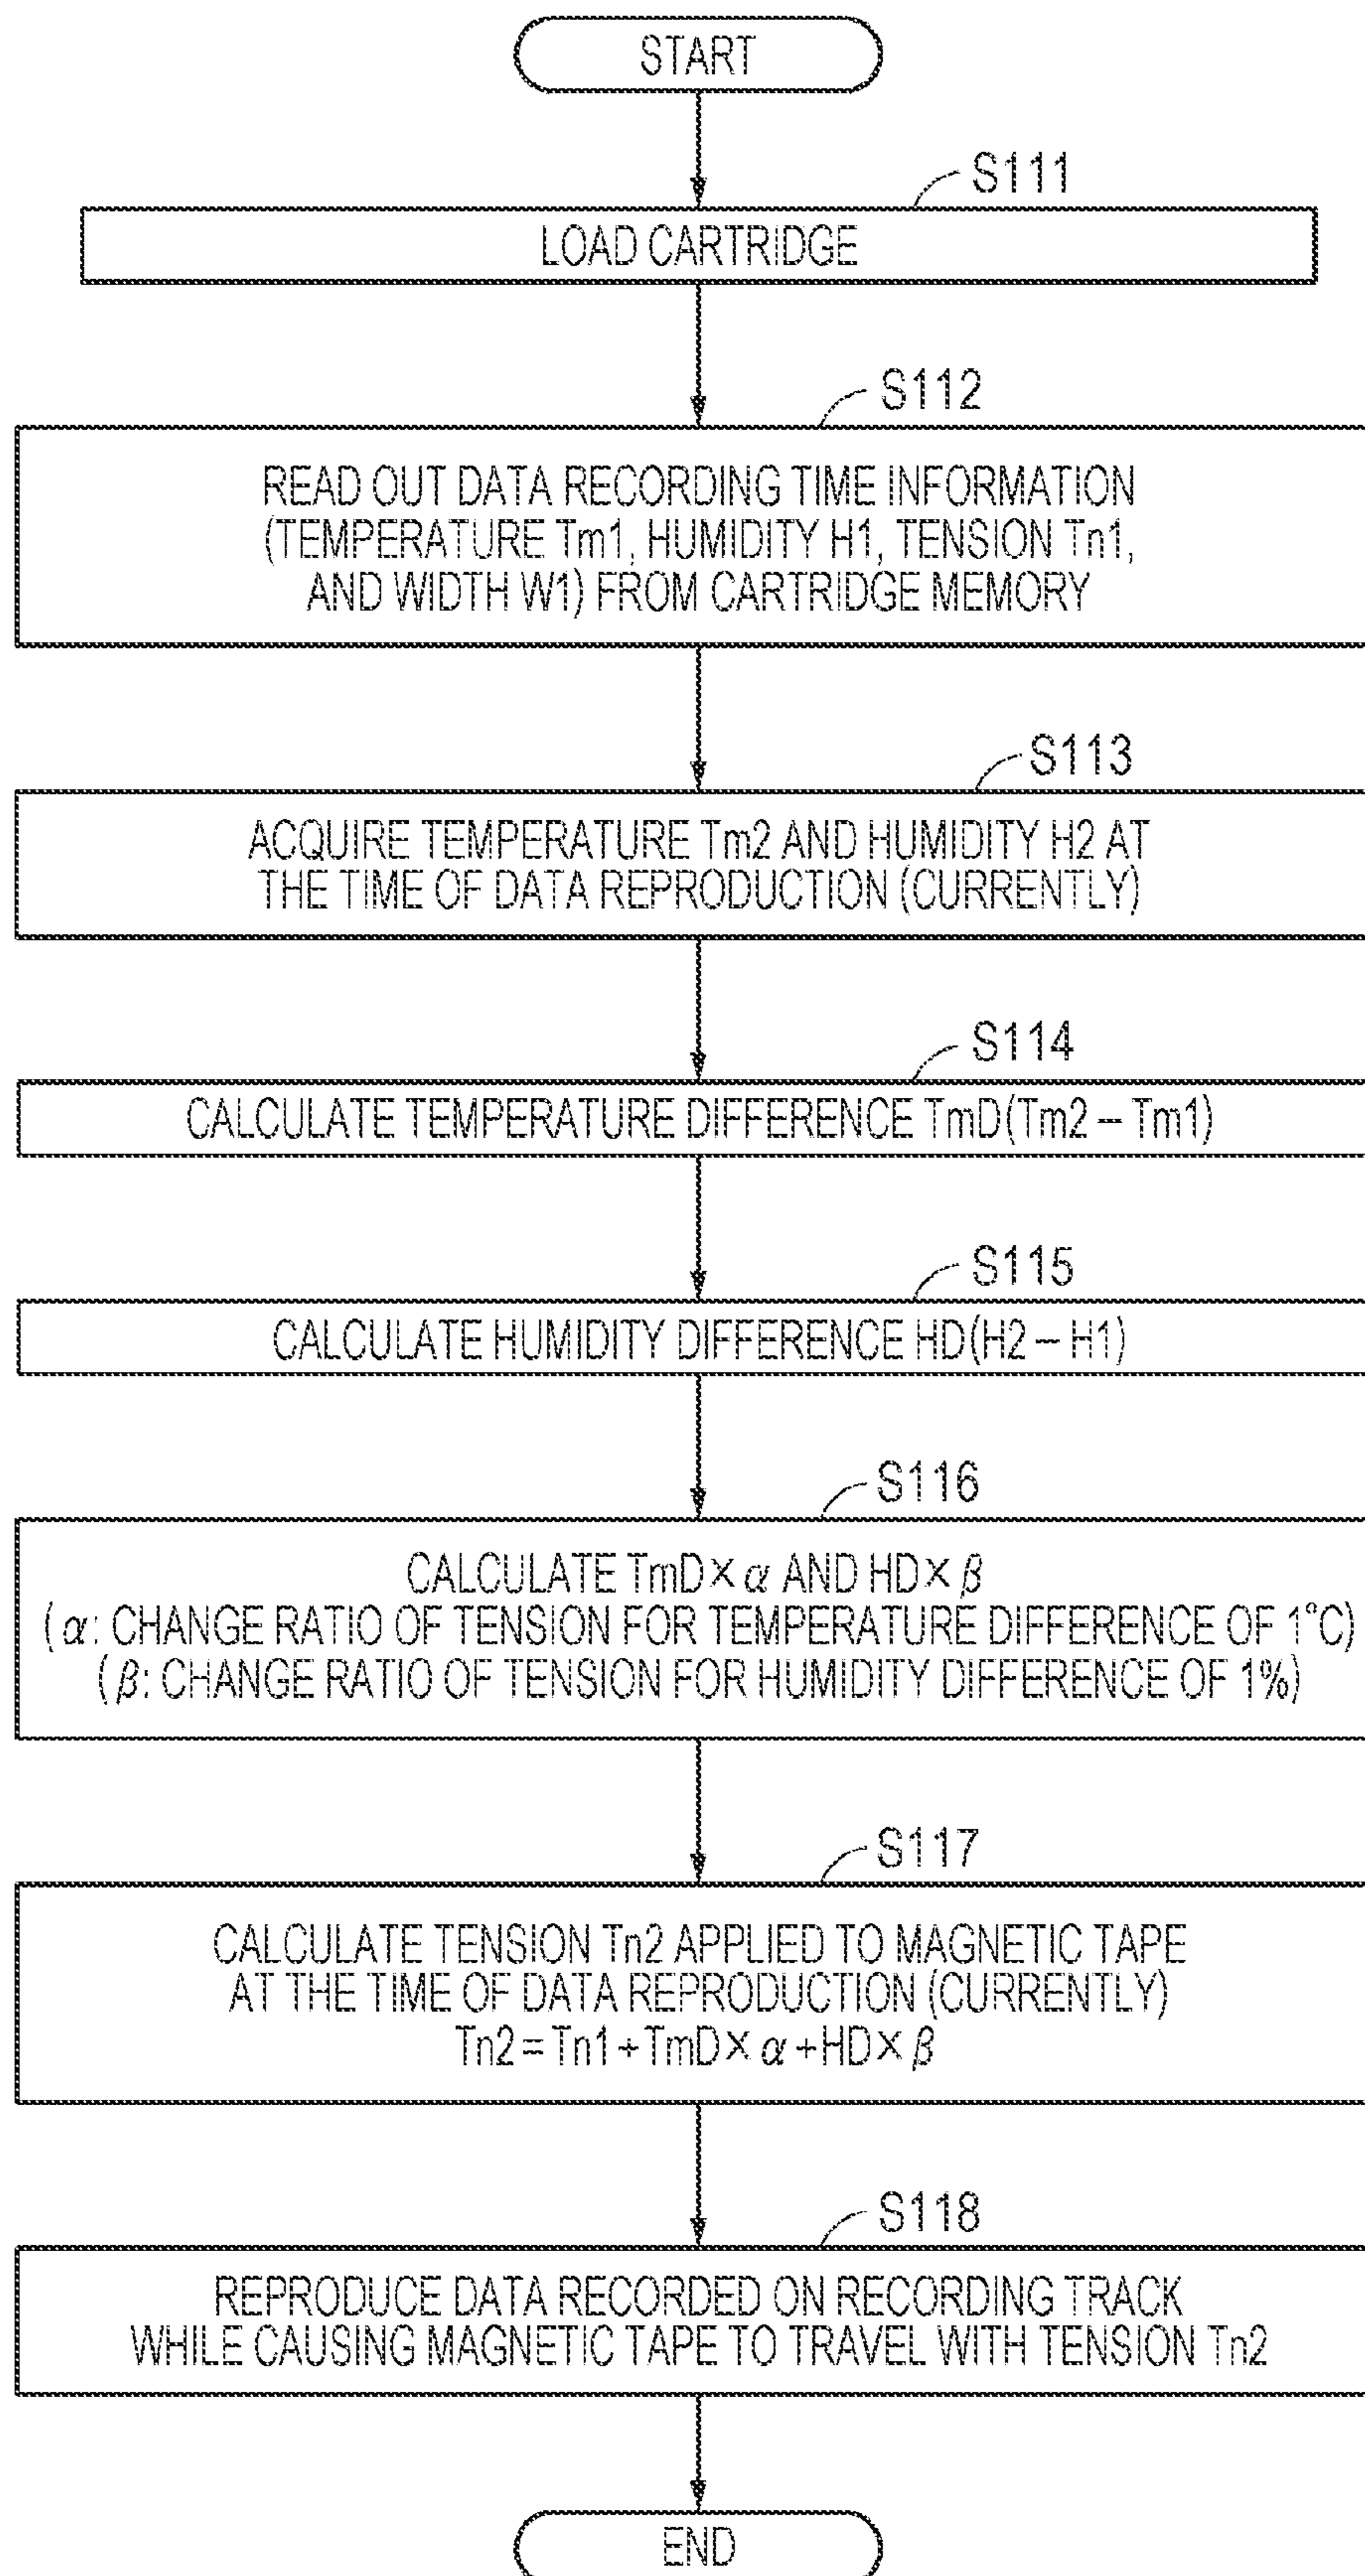 START
S111
LOAD CARTRIDGE
S112
READ OUT DATA RECORDING TIME INFORMATION
(TEMPERATURE Tm1, HUMIDITY H1, TENSION Tn1,
AND WIDTH W1) FROM CARTRIDGE MEMORY
S113
ACQUIRE TEMPERATURE Tm2 AND HUMIDITY H2 AT
THE TIME OF DATA REPRODUCTION (CURRENTLY)
S114
CALCULATE TEMPERATURE DIFFERENCE TmD(Tm2 – Tm1)
S115
CALCULATE HUMIDITY DIFFERENCE HD(H2 – H1)
S116
CALCULATE TmD×α AND HD×β
(α: CHANGE RATIO OF TENSION FOR TEMPERATURE DIFFERENCE OF 1°C)
(β: CHANGE RATIO OF TENSION FOR HUMIDITY DIFFERENCE OF 1%)
S117
CALCULATE TENSION Tn2 APPLIED TO MAGNETIC TAPE
AT THE TIME OF DATA REPRODUCTION (CURRENTLY)
Tn2=Tn1+TmD×α+HD×β
S118
REPRODUCE DATA RECORDED ON RECORDING TRACK
WHILE CAUSING MAGNETIC TAPE TO TRAVEL WITH TENSION Tn2
END